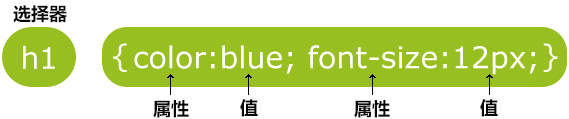 选择器
h1 {color:blue; font-size:12px;}
属性 值 属性 值